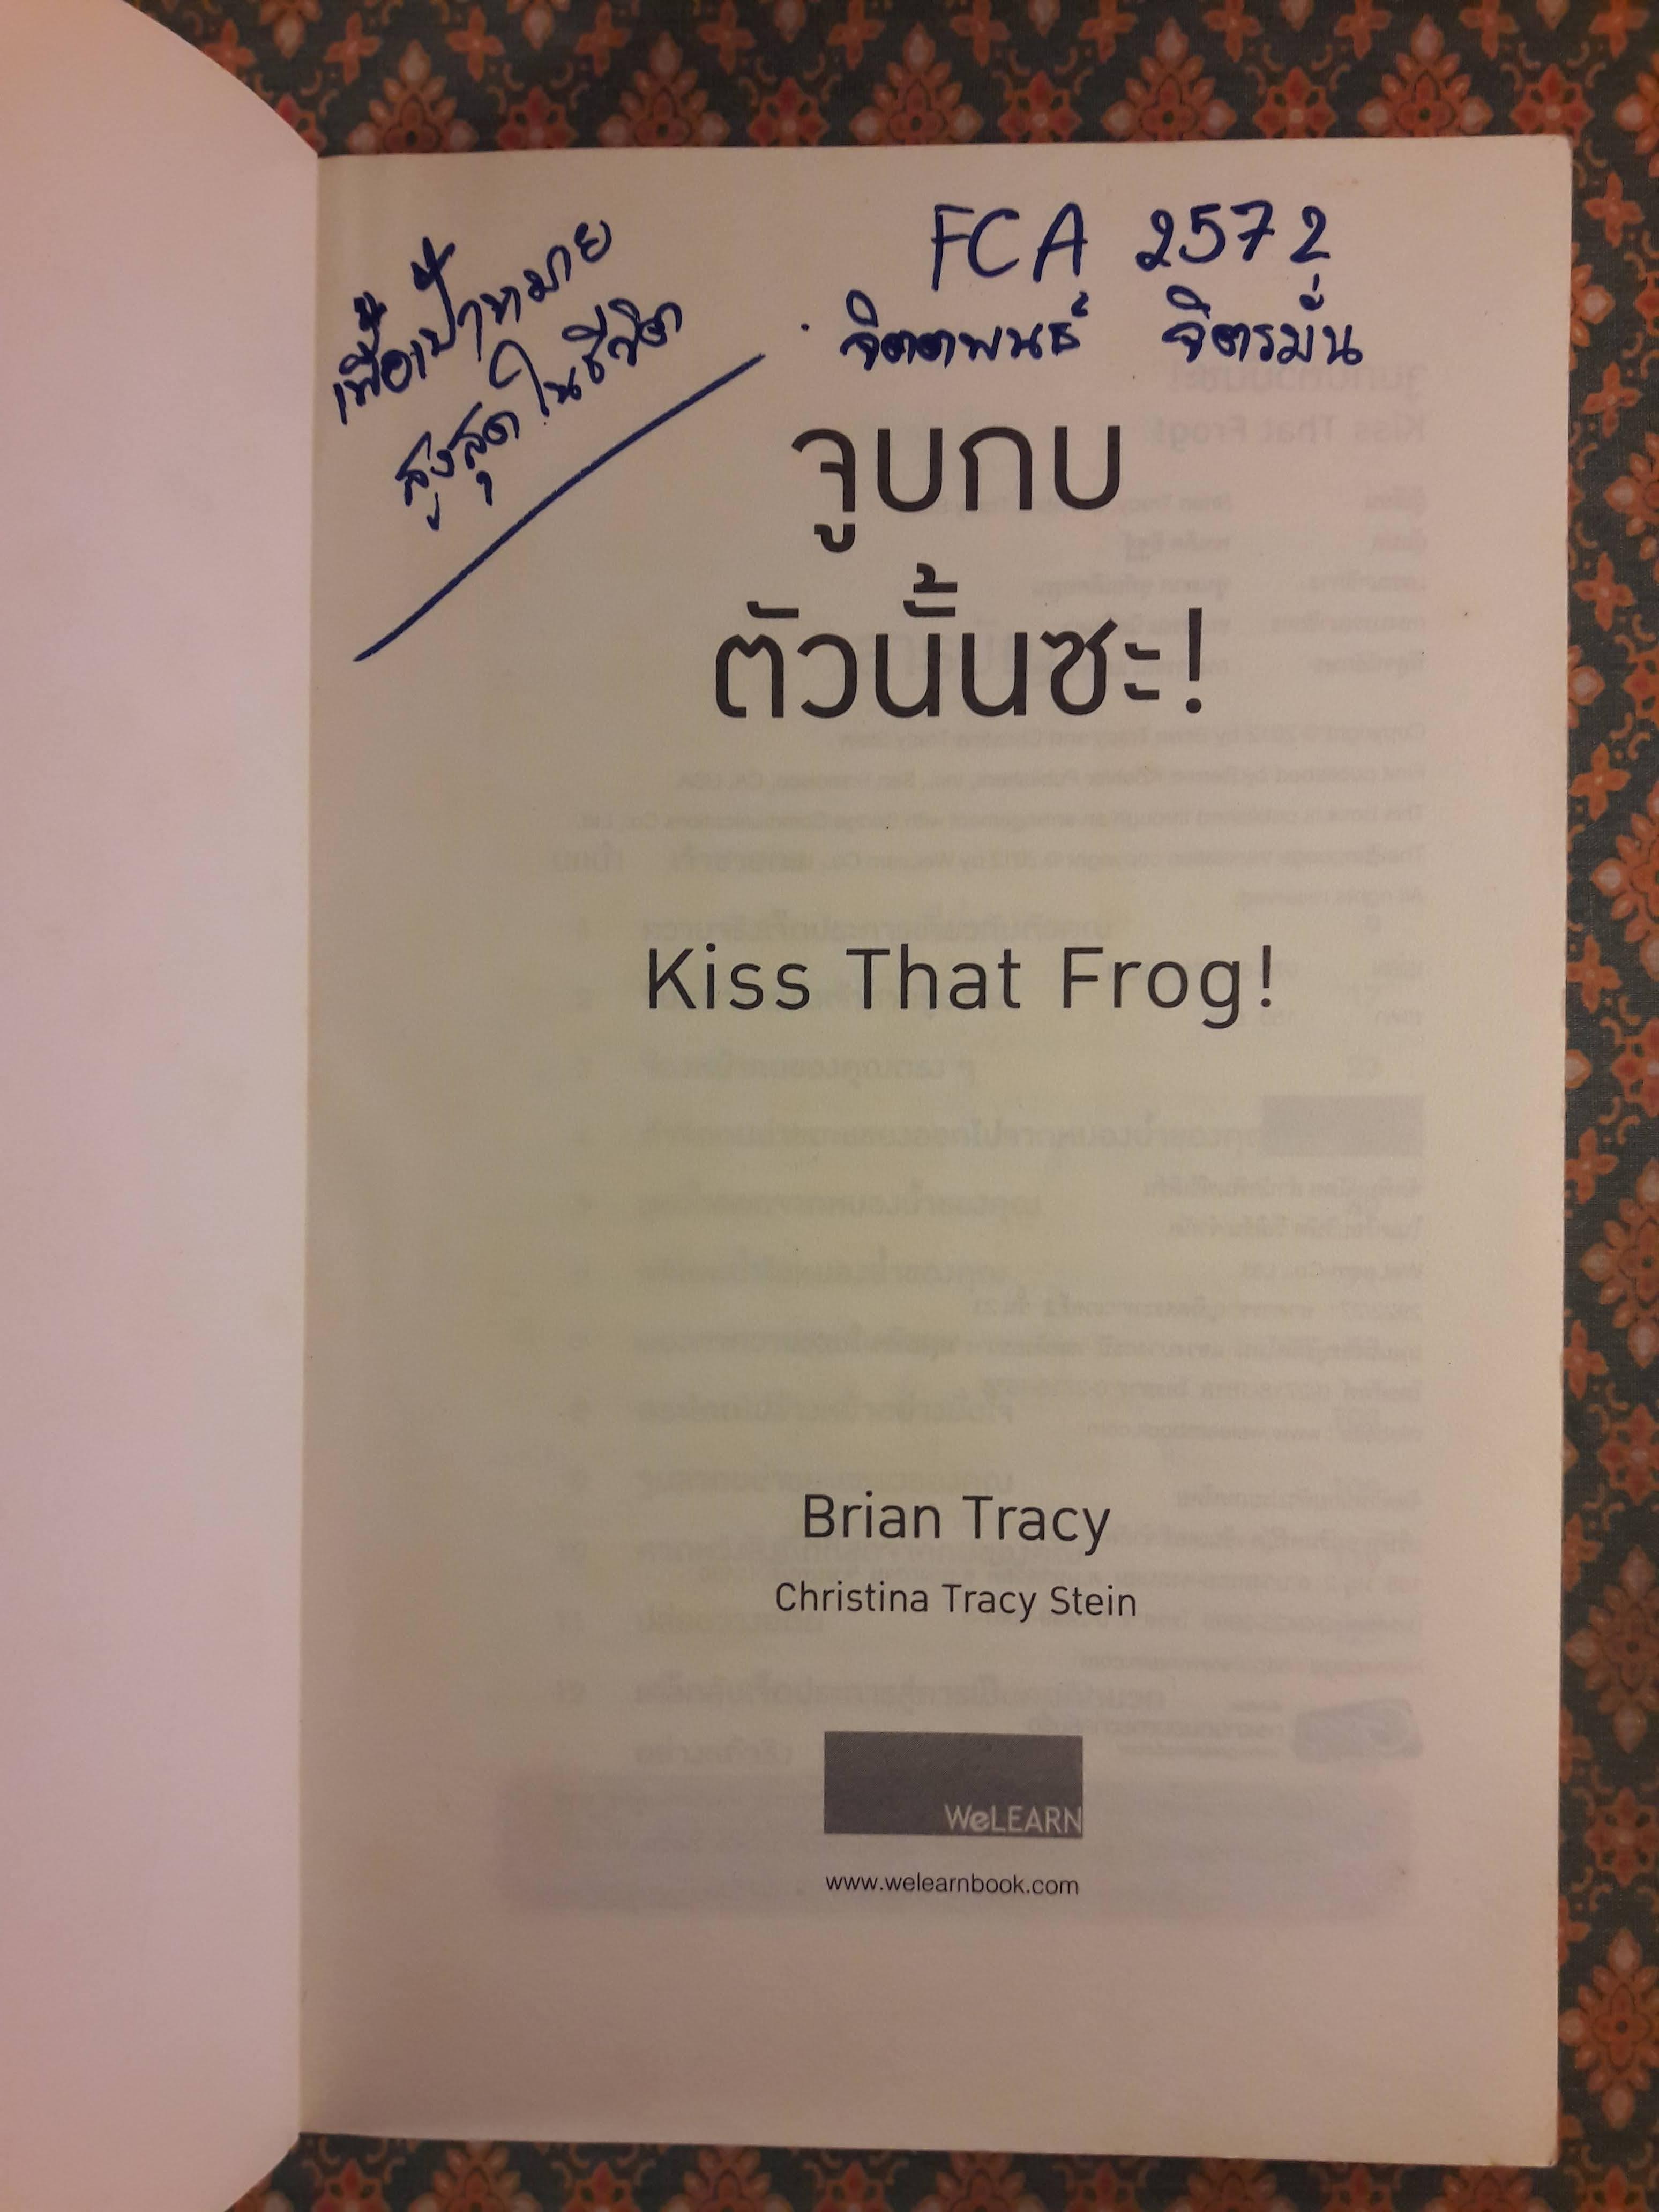 เพื่อเป้าหมาย
สูงสุดในชีวิต
FCA 2572
จิตตพนธ์ จิตรมั่น
จูบกบ
ตัวนั้นซะ!
Kiss That Frog!
Brian Tracy
Christina Tracy Stein
WeLEARN
www.welearnbook.com